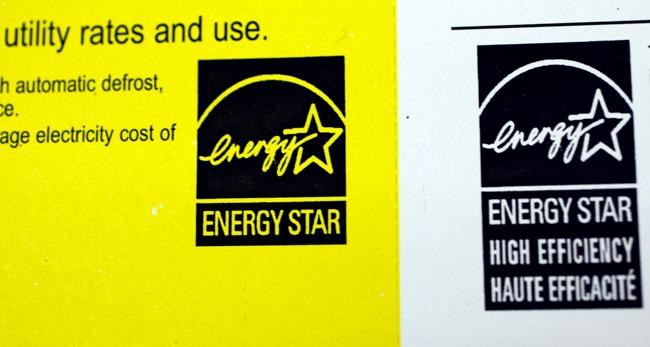 utility rates and use.
h automatic defrost,
ce.
age electricity cost of
energy
ENERGY STAR
energy
ENERGY STAR
HIGH EFFICIENCY
HAUTE EFFICACITÉ